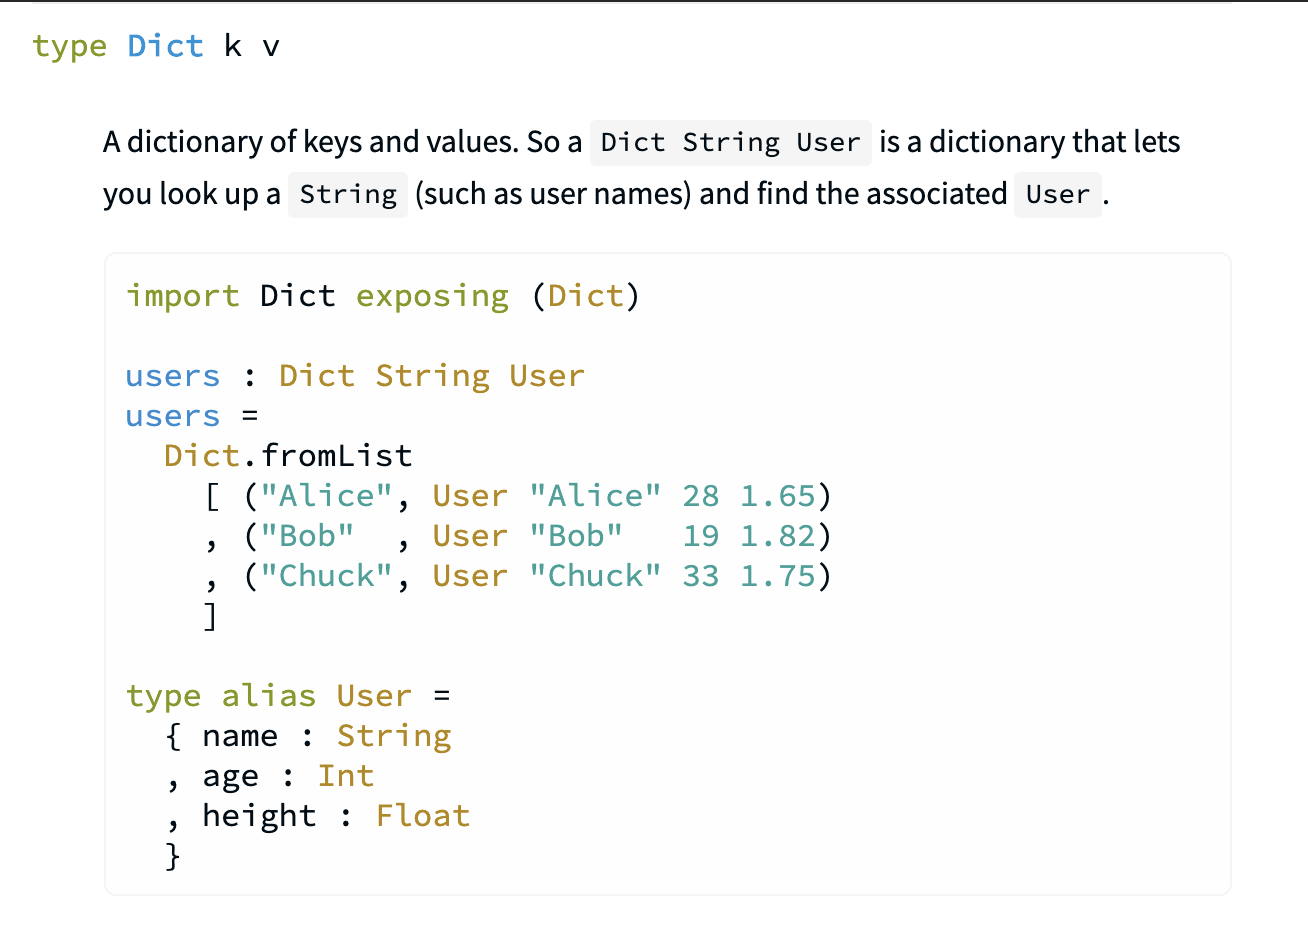 type Dict k v
A dictionary of keys and values. So a Dict String User is a dictionary that lets
you look up a String (such as user names) and find the associated User.
import Dict exposing (Dict)
users : Dict String User
users =
  Dict.fromList
    [ ("Alice", User "Alice" 28 1.65)
    , ("Bob"  , User "Bob"   19 1.82)
    , ("Chuck", User "Chuck" 33 1.75)
    ]
type alias User =
  { name : String
  , age : Int
  , height : Float
  }